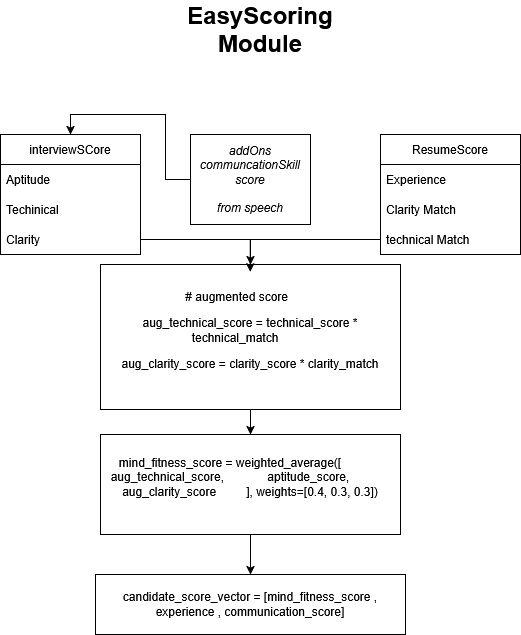 EasyScoring
Module
interviewSCore
Aptitude
Techinical
Clarity
addOns
communcationSkill
score
from speech
ResumeScore
Experience
Clarity Match
technical Match
# augmented score
aug_technical_score = technical_score *
technical_match
aug_clarity_score = clarity_score * clarity_match
mind_fitness_score = weighted_average([
aug_technical_score, aptitude_score,
aug_clarity_score ], weights=[0.4, 0.3, 0.3])
candidate_score_vector = [mind_fitness_score ,
experience , communication_score]